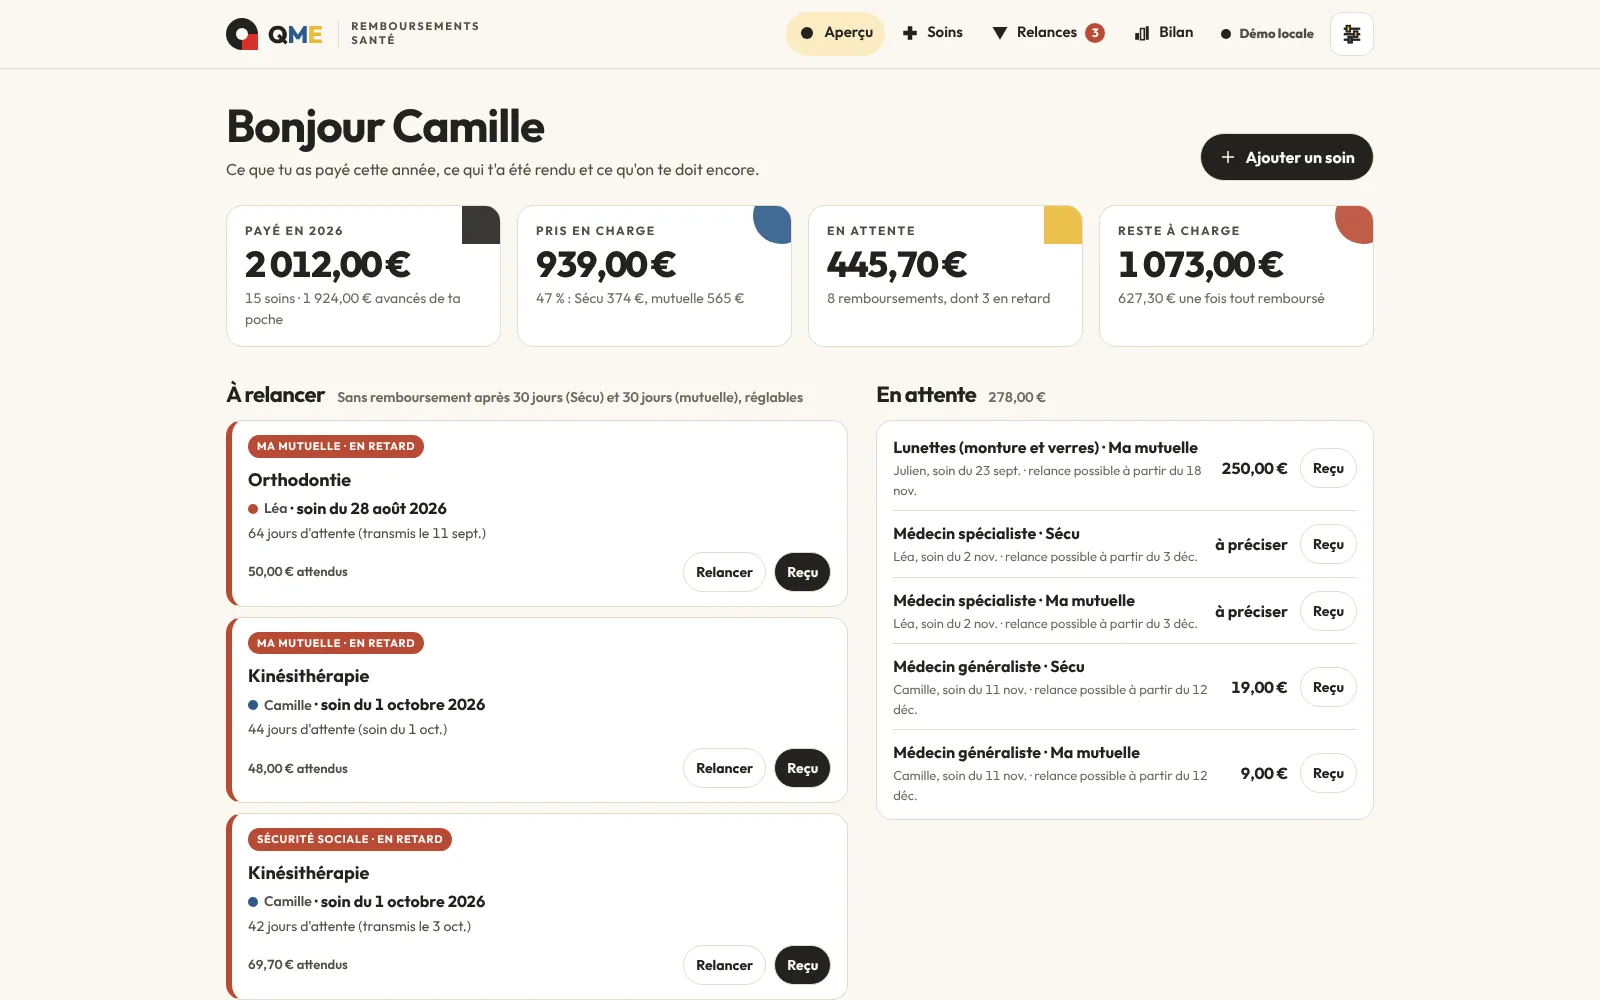 QME
REMBOURSEMENTS
SANTÉ
Aperçu
Soins
Relances 3
Bilan
Démo locale
Bonjour Camille
Ce que tu as payé cette année, ce qui t'a été rendu et ce qu'on te doit encore.
+ Ajouter un soin
PAYÉ EN 2026
2 012,00 €
15 soins · 1 924,00 € avancés de ta
poche
PRIS EN CHARGE
939,00 €
47 % : Sécu 374 €, mutuelle 565 €
EN ATTENTE
445,70 €
8 remboursements, dont 3 en retard
RESTE À CHARGE
1 073,00 €
627,30 € une fois tout remboursé
À relancer
Sans remboursement après 30 jours (Sécu) et 30 jours (mutuelle), réglables
MA MUTUELLE · EN RETARD
Orthodontie
Léa · soin du 28 août 2026
64 jours d'attente (transmis le 11 sept.)
50,00 € attendus
Relancer
Reçu
MA MUTUELLE · EN RETARD
Kinésithérapie
Camille · soin du 1 octobre 2026
44 jours d'attente (soin du 1 oct.)
48,00 € attendus
Relancer
Reçu
SÉCURITÉ SOCIALE · EN RETARD
Kinésithérapie
Camille · soin du 1 octobre 2026
42 jours d'attente (transmis le 3 oct.)
69,70 € attendus
Relancer
Reçu
En attente 278,00 €
Lunettes (monture et verres) · Ma mutuelle
Julien, soin du 23 sept. · relance possible à partir du 18
nov.
250,00 €
Reçu
Médecin spécialiste · Sécu
Léa, soin du 2 nov. · relance possible à partir du 3 déc.
à préciser
Reçu
Médecin spécialiste · Ma mutuelle
Léa, soin du 2 nov. · relance possible à partir du 3 déc.
à préciser
Reçu
Médecin généraliste · Sécu
Camille, soin du 11 nov. · relance possible à partir du 12
déc.
19,00 €
Reçu
Médecin généraliste · Ma mutuelle
Camille, soin du 11 nov. · relance possible à partir du 12
déc.
9,00 €
Reçu